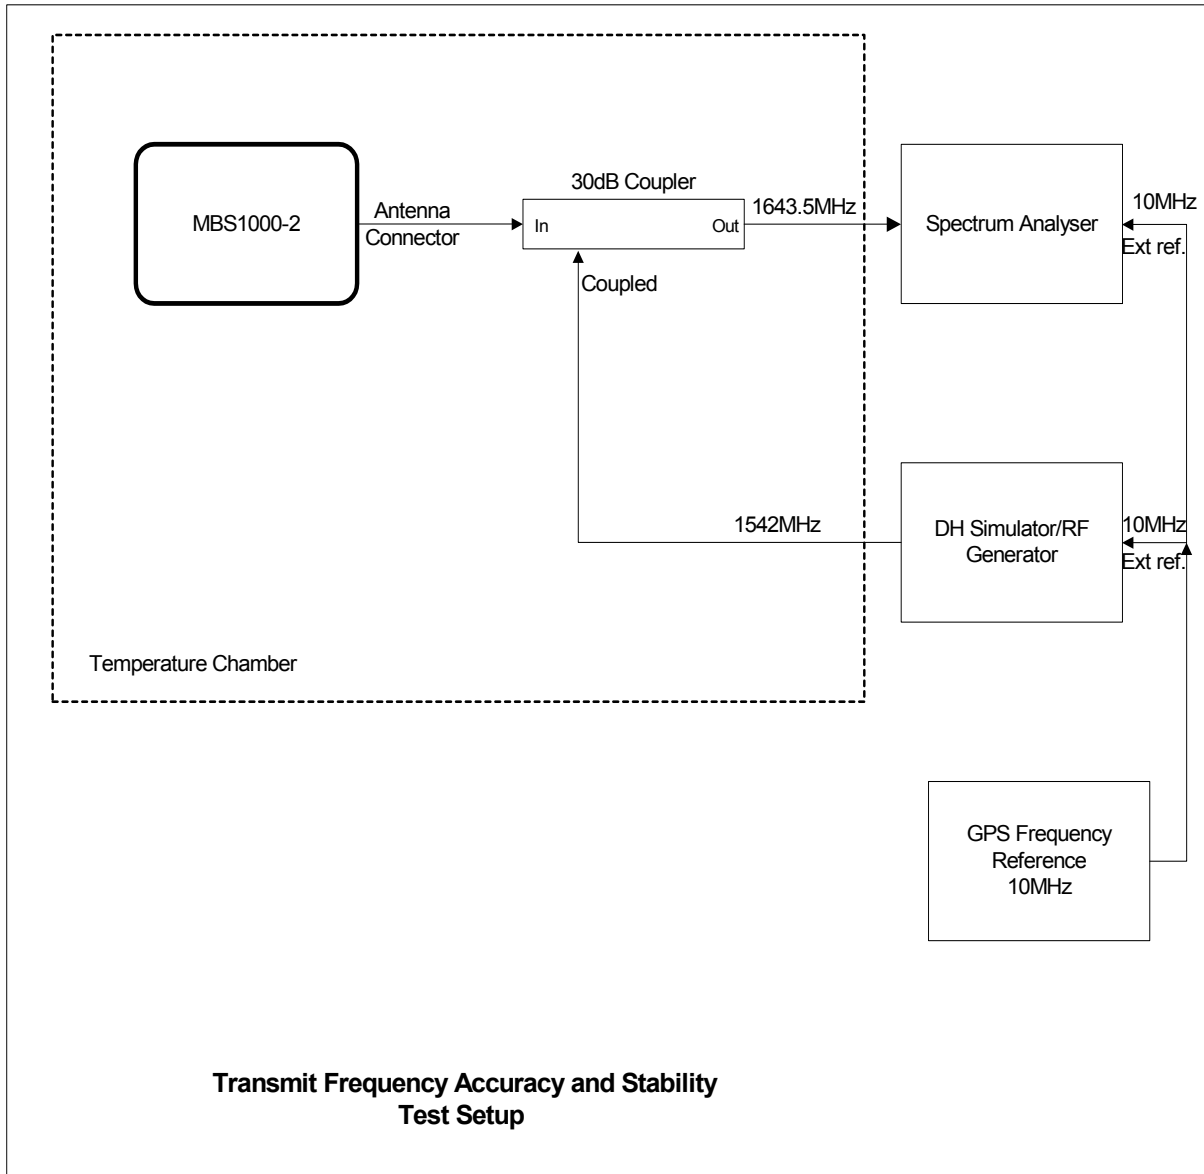 30dB Coupler
MBS1000-2
Antenna
Connector
In
Out
1643.5MHz
Spectrum Analyser
10MHz
Ext ref.
Coupled
1542MHz
DH Simulator/RF
Generator
10MHz
Ext ref.
Temperature Chamber
GPS Frequency
Reference
10MHz
Transmit Frequency Accuracy and Stability
Test Setup